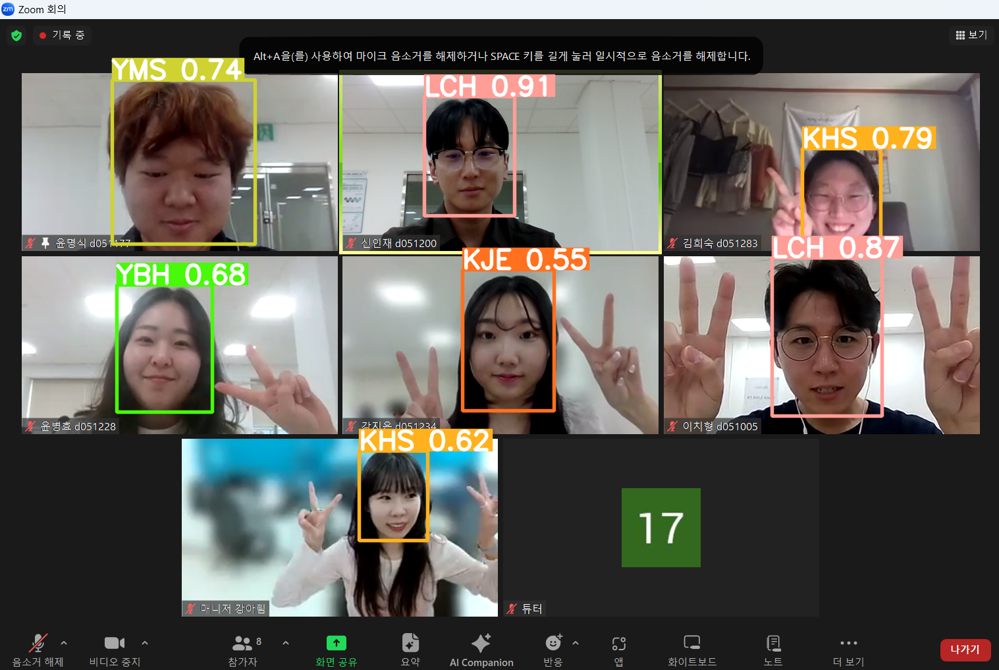 zm Zoom 회의
기록 중
보기
Alt+A을(를) 사용하여 마이크 음소거를 해제하거나 SPACE 키를 길게 눌러 일시적으로 음소거를 해제합니다.
YMS 0.74
LCH 0.91
KHS 0.79
윤명식 d051177
신인재 d051200
김희숙 d051283
YBH 0.68
KJE 0.55
LCH 0.87
윤병효 d051228
강지은 d051234
이치형 d051005
KHS 0.62
17
매니저 강아림
튜터
음소거 해제
비디오 중지
8
참가자
화면 공유
요약
AI Companion
반응
앱
화이트보드
노트
더 보기
나가기